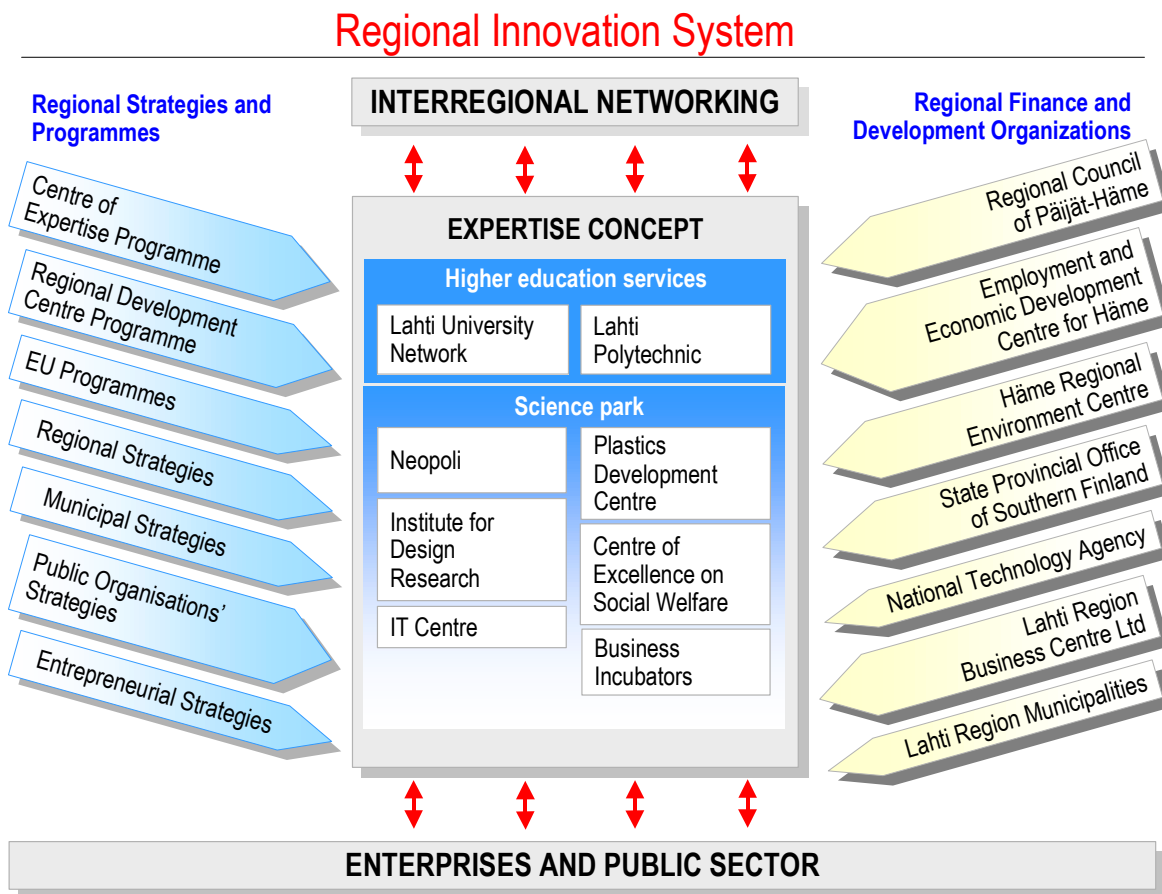 Regional Innovation System
Regional Strategies and
Programmes
Centre of
Expertise Programme
Regional Development
Centre Programme
EU Programmes
Regional Strategies
Municipal Strategies
Public Organisations’
Strategies
Entrepreneurial Strategies
INTERREGIONAL NETWORKING
EXPERTISE CONCEPT
Higher education services
Lahti University
Network
Lahti
Polytechnic
Science park
Neopoli
Institute for
Design
Research
IT Centre
Plastics
Development
Centre
Centre of
Excellence on
Social Welfare
Business
Incubators
Regional Finance and
Development Organizations
Regional Council
of Päijät-Häme
Employment and
Economic Development
Centre for Häme
Häme Regional
Environment Centre
State Provincial Office
of Southern Finland
National Technology Agency
Lahti Region
Business Centre Ltd
Lahti Region Municipalities
ENTERPRISES AND PUBLIC SECTOR